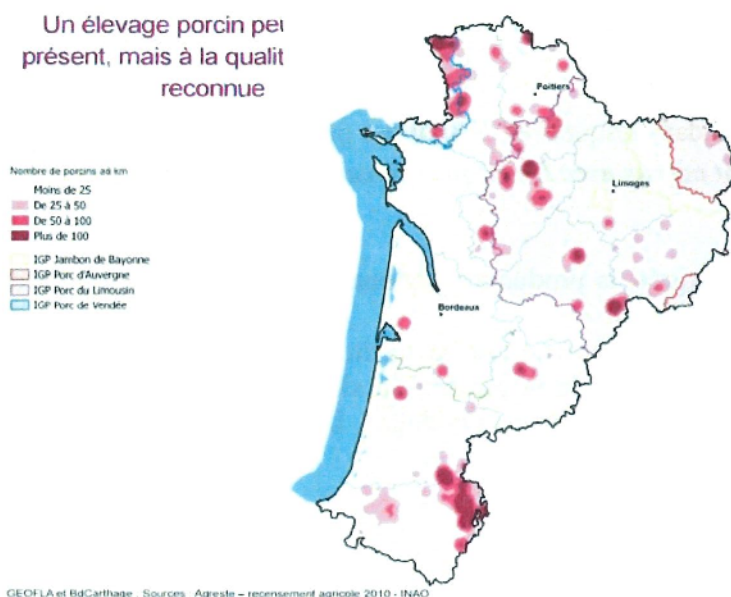 Un élevage porcin peu
présent, mais à la qualit
reconnue
Nombre de porcins au km
Moins de 25
De 25 à 50
De 50 à 100
Plus de 100
IGP Jambon de Bayonne
IGP Porc d'Auvergne
IGP Porc du Limousin
IGP Porc de Vendée
Poitiers
Limoges
Bordeaux
GEOFLA et BdCarthage . Sources : Agreste – recensement agricole 2010 - INAO